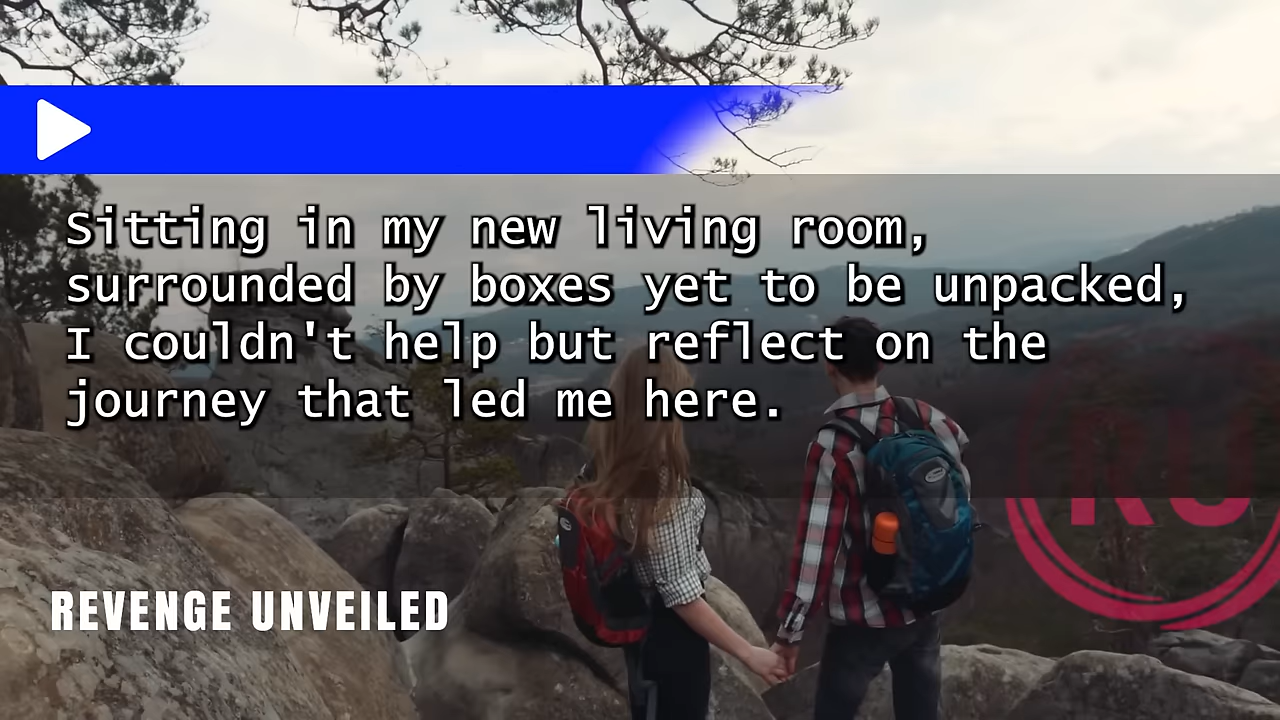 Sitting in my new living room,
surrounded by boxes yet to be unpacked,
I couldn't help but reflect on the
journey that led me here.
RU
REVENGE UNVEILED